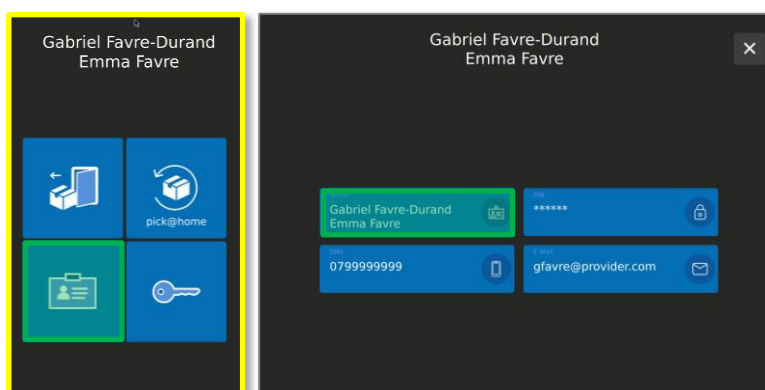 Gabriel Favre-Durand
Emma Favre
pick@home
Gabriel Favre-Durand
Emma Favre
Name
Gabriel Favre-Durand
Emma Favre
PIN
******
SMS
0799999999
E-Mail
gfavre@provider.com